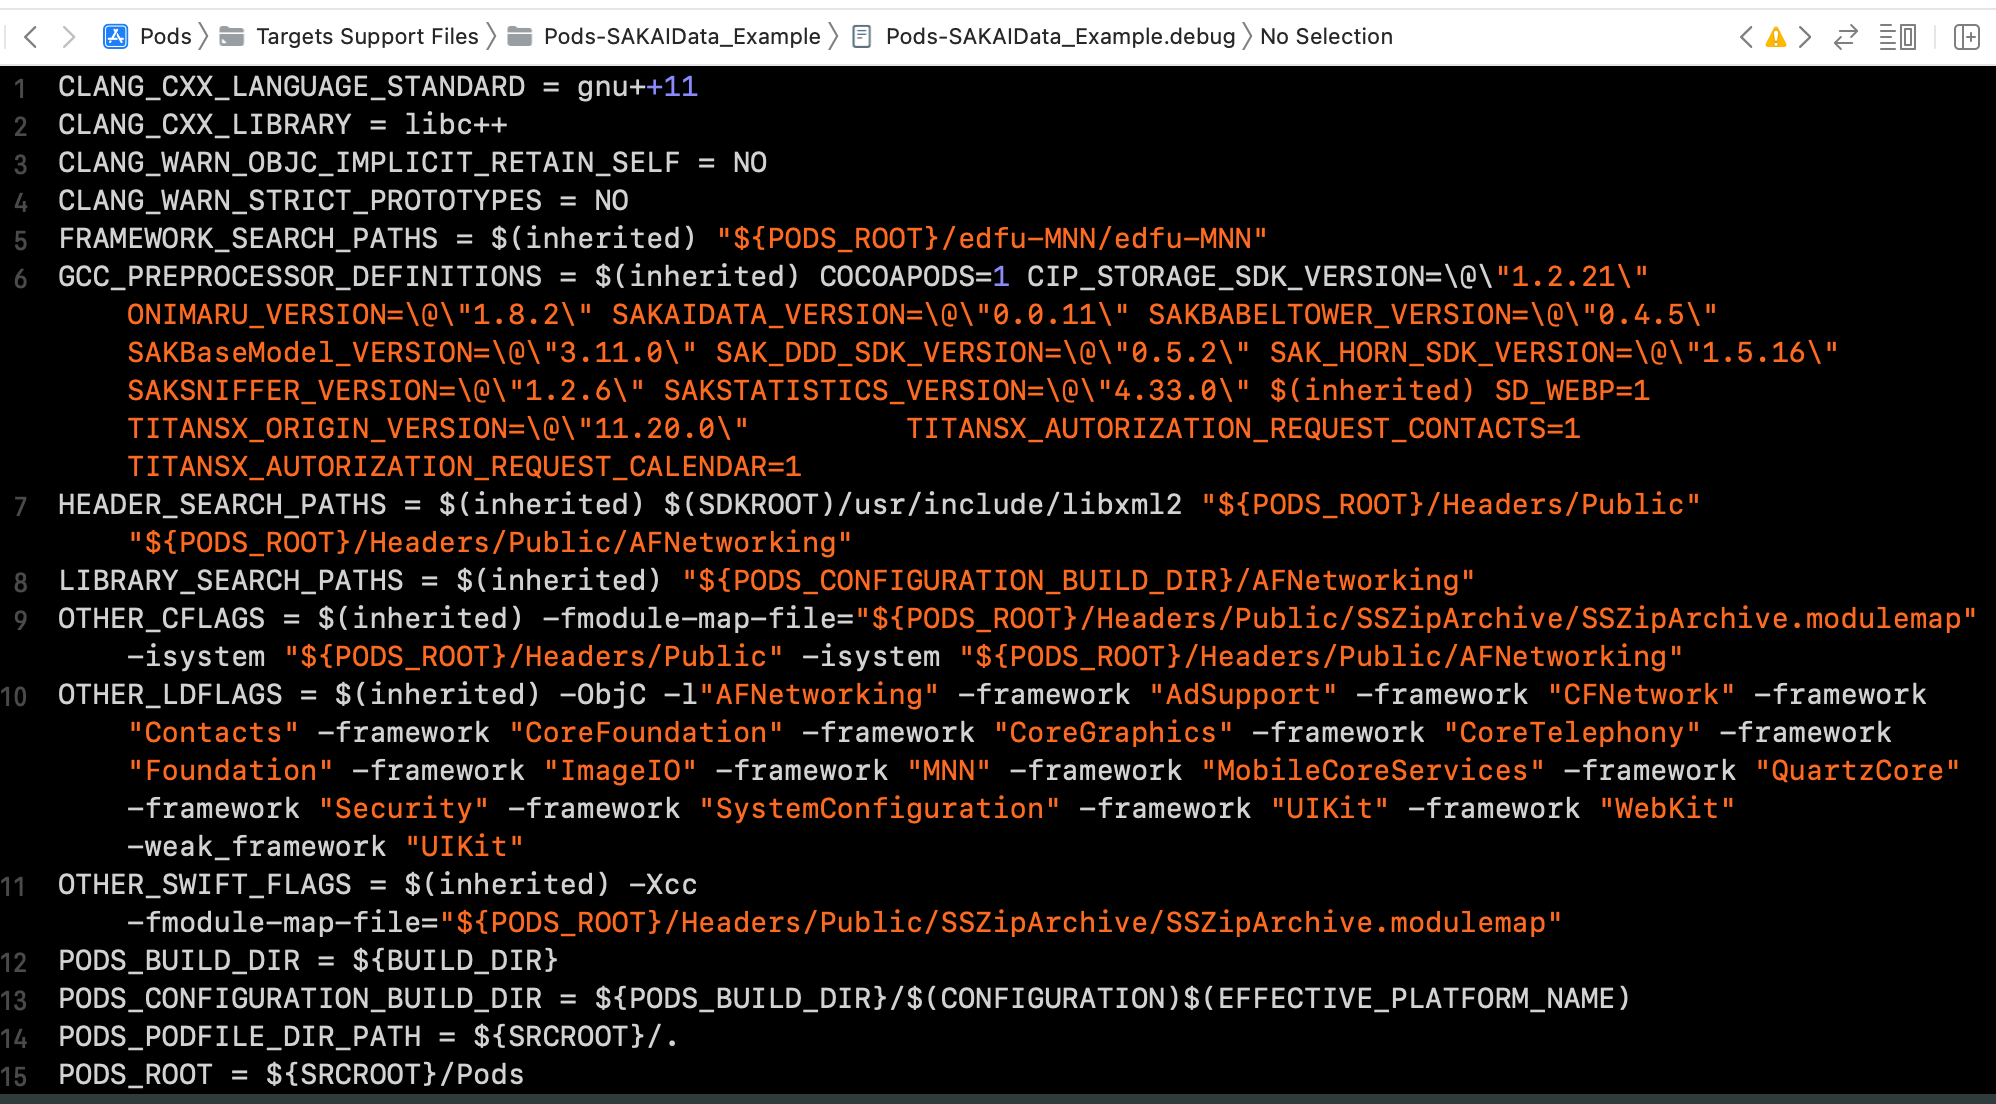 Pods Targets Support Files Pods-SAKAIData_Example Pods-SAKAIData_Example.debug No Selection
1 CLANG_CXX_LANGUAGE_STANDARD = gnu++11
2 CLANG_CXX_LIBRARY = libc++
3 CLANG_WARN_OBJC_IMPLICIT_RETAIN_SELF = NO
4 CLANG_WARN_STRICT_PROTOTYPES = NO
5 FRAMEWORK_SEARCH_PATHS = $(inherited) "${PODS_ROOT}/edfu-MNN/edfu-MNN"
6 GCC_PREPROCESSOR_DEFINITIONS = $(inherited) COCOAPODS=1 CIP_STORAGE_SDK_VERSION=\@\"1.2.21\"
ONIMARU_VERSION=\@\"1.8.2\" SAKAIDATA_VERSION=\@\"0.0.11\" SAKBABELTOWER_VERSION=\@\"0.4.5\"
SAKBaseModel_VERSION=\@\"3.11.0\" SAK_DDD_SDK_VERSION=\@\"0.5.2\" SAK_HORN_SDK_VERSION=\@\"1.5.16\"
SAKSNIFFER_VERSION=\@\"1.2.6\" SAKSTATISTICS_VERSION=\@\"4.33.0\" $(inherited) SD_WEBP=1
TITANSX_ORIGIN_VERSION=\@\"11.20.0\" TITANSX_AUTORIZATION_REQUEST_CONTACTS=1
TITANSX_AUTORIZATION_REQUEST_CALENDAR=1
7 HEADER_SEARCH_PATHS = $(inherited) $(SDKROOT)/usr/include/libxml2 "${PODS_ROOT}/Headers/Public"
"${PODS_ROOT}/Headers/Public/AFNetworking"
8 LIBRARY_SEARCH_PATHS = $(inherited) "${PODS_CONFIGURATION_BUILD_DIR}/AFNetworking"
9 OTHER_CFLAGS = $(inherited) -fmodule-map-file="${PODS_ROOT}/Headers/Public/SSZipArchive/SSZipArchive.modulemap"
-isystem "${PODS_ROOT}/Headers/Public" -isystem "${PODS_ROOT}/Headers/Public/AFNetworking"
10 OTHER_LDFLAGS = $(inherited) -ObjC -l"AFNetworking" -framework "AdSupport" -framework "CFNetwork" -framework
"Contacts" -framework "CoreFoundation" -framework "CoreGraphics" -framework "CoreTelephony" -framework
"Foundation" -framework "ImageIO" -framework "MNN" -framework "MobileCoreServices" -framework "QuartzCore"
-framework "Security" -framework "SystemConfiguration" -framework "UIKit" -framework "WebKit"
-weak_framework "UIKit"
11 OTHER_SWIFT_FLAGS = $(inherited) -Xcc
-fmodule-map-file="${PODS_ROOT}/Headers/Public/SSZipArchive/SSZipArchive.modulemap"
12 PODS_BUILD_DIR = ${BUILD_DIR}
13 PODS_CONFIGURATION_BUILD_DIR = ${PODS_BUILD_DIR}/$(CONFIGURATION)$(EFFECTIVE_PLATFORM_NAME)
14 PODS_PODFILE_DIR_PATH = ${SRCROOT}/.
15 PODS_ROOT = ${SRCROOT}/Pods